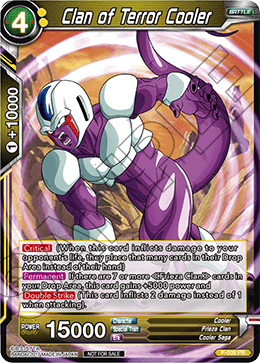 BATTLE
4
Clan of Terror Cooler
+10000
Critical (When this card inflicts damage to your
opponent's life, they place that many cards in their Drop
Area instead of their hand)
Permanent If there are 7 or more <Frieza Clan> cards in
your Drop Area, this card gains +5000 power and
Double Strike (This card inflicts 2 damage instead of 1
when attacking).
POWER 15000
Character
Special Trait
Era
Cooler
Frieza Clan
Cooler Saga
NOT FOR SALE
P-008 PR